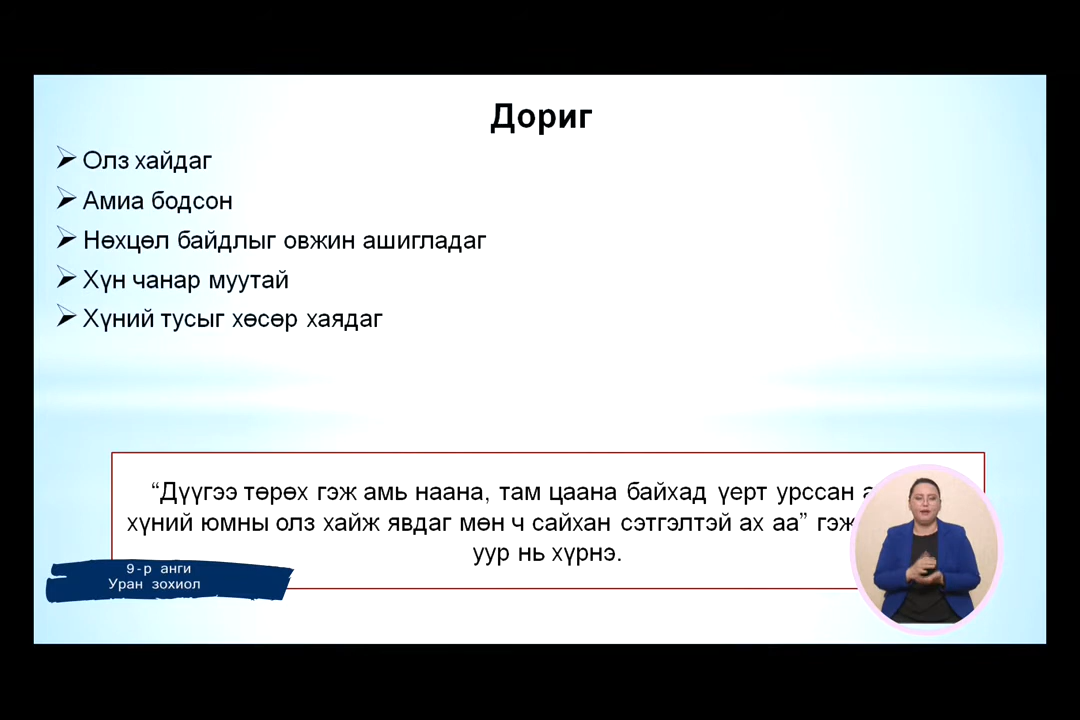 Дориг
Олз хайдаг
Амиа бодсон
Нөхцөл байдлыг овжин ашигладаг
Хүн чанар муутай
Хүний тусыг хөсөр хаядаг
“Дүүгээ төрөх гэж амь наана, там цаана байхад үерт урссан
хүний юмны олз хайж явдаг мөн ч сайхан сэтгэлтэй ах аа” гэж
уур нь хүрнэ.
9-р анги
Уран зохиол